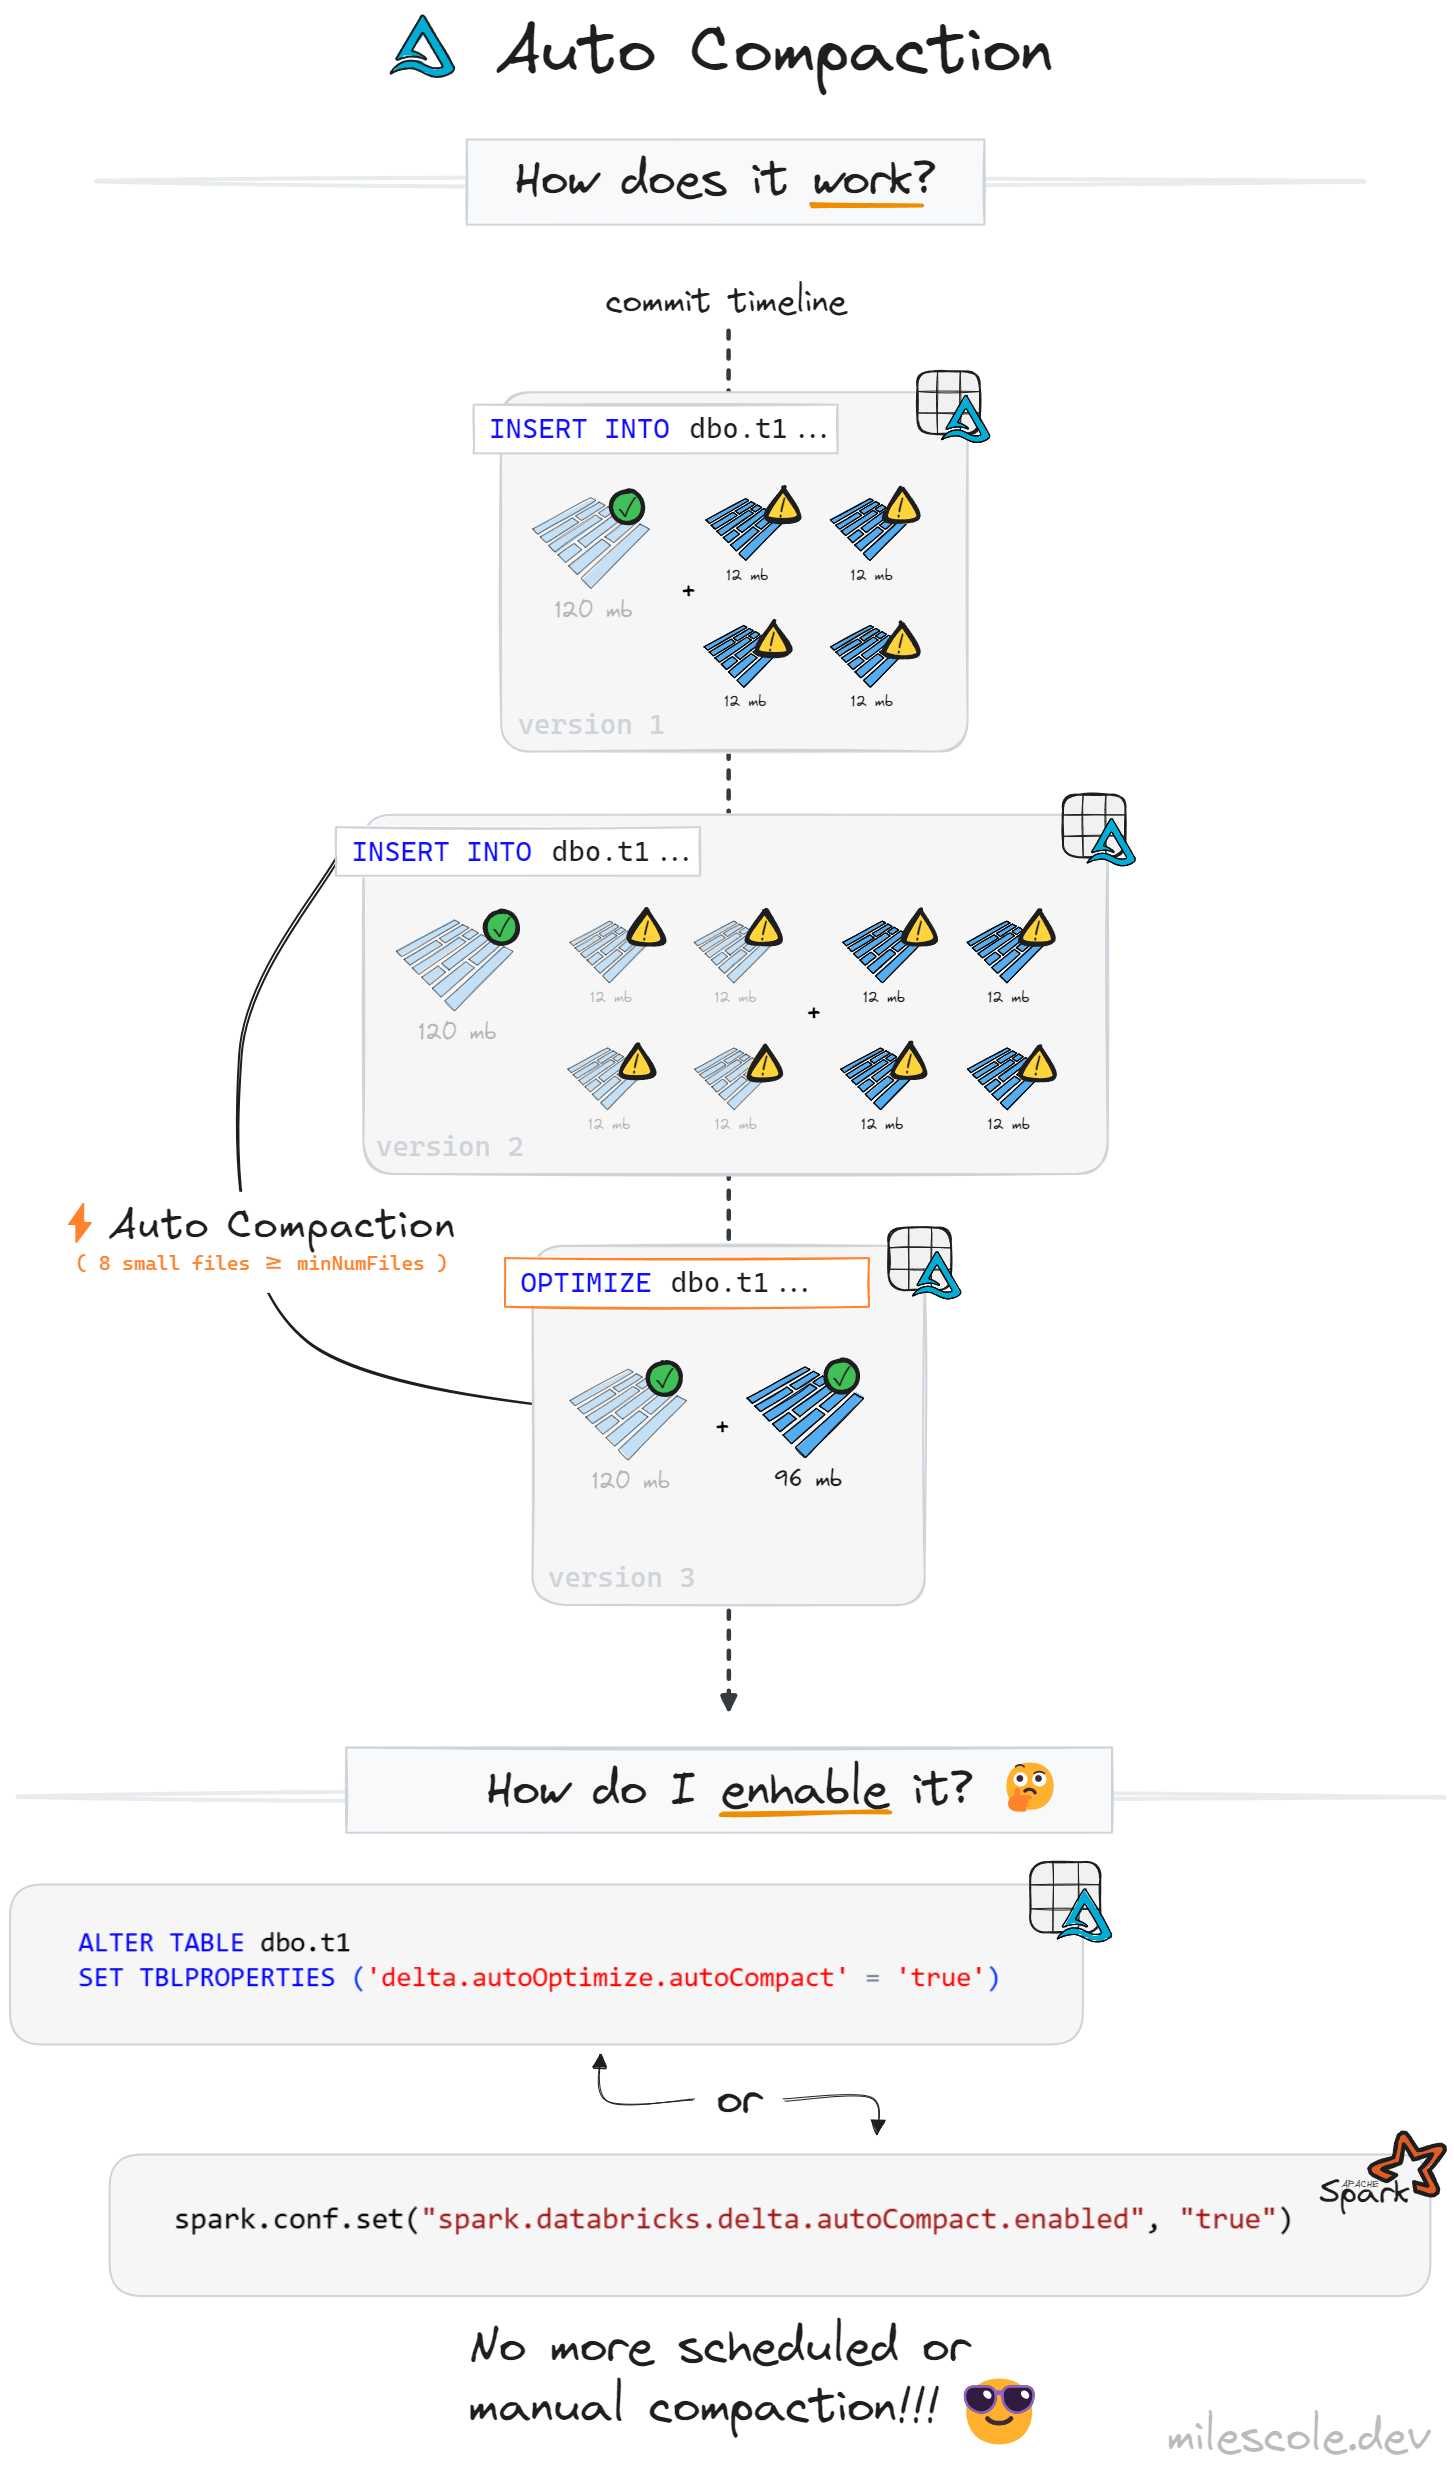 Auto Compaction
How does it work?
commit timeline
INSERT INTO dbo.t1 ...
120 mb
+
12 mb
12 mb
12 mb
12 mb
version 1
INSERT INTO dbo.t1 ...
120 mb
12 mb
12 mb
+
12 mb
12 mb
12 mb
12 mb
12 mb
12 mb
version 2
Auto Compaction
( 8 small files ≥ minNumFiles )
OPTIMIZE dbo.t1 ...
120 mb
+
96 mb
version 3
How do I enhable it?
ALTER TABLE dbo.t1
SET TBLPROPERTIES ('delta.autoOptimize.autoCompact' = 'true')
or
APACHE
Spark
spark.conf.set("spark.databricks.delta.autoCompact.enabled", "true")
No more scheduled or
manual compaction!!!
milescole.dev